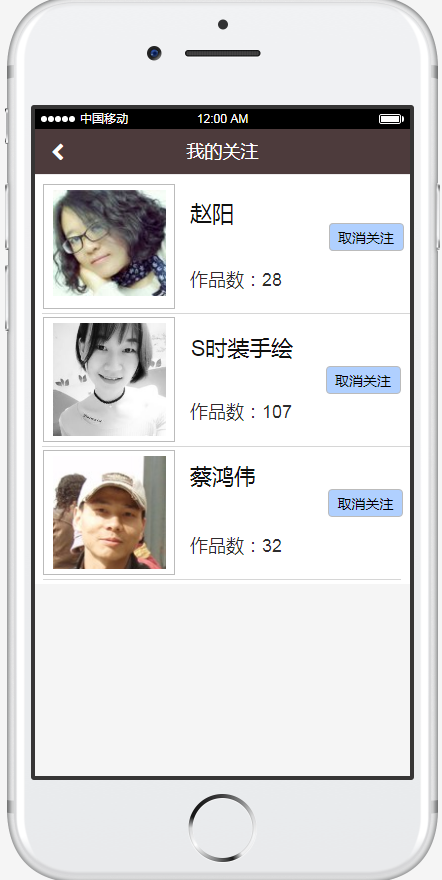 中国移动 12:00 AM
我的关注
赵阳
取消关注
作品数：28
S时装手绘
取消关注
作品数：107
蔡鸿伟
取消关注
作品数：32